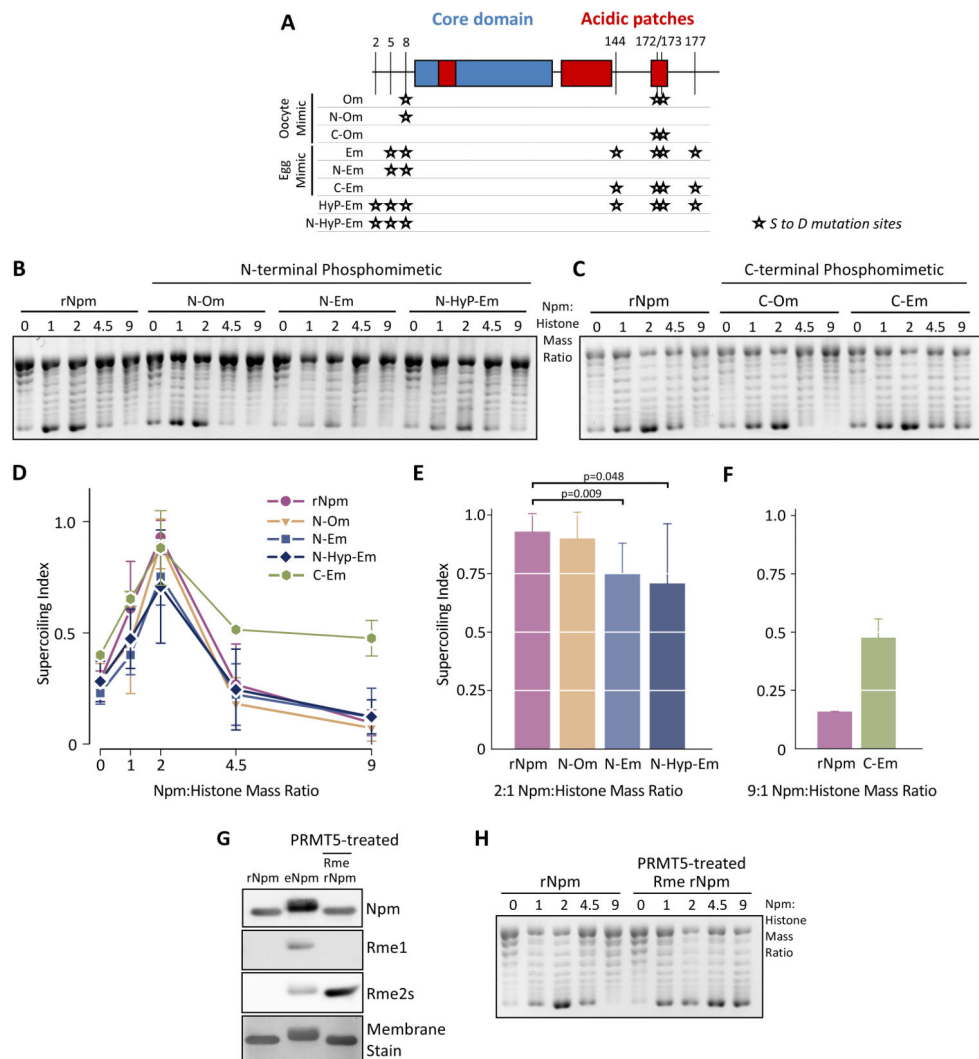 A
Core domain
Acidic patches
2 5 8 144 172/173 177
Oocyte
Mimic
Om
N-Om
C-Om
Egg
Mimic
Em
N-Em
C-Em
HyP-Em
N-HyP-Em
S to D mutation sites
B
N-terminal Phosphomimetic
rNpm N-Om N-Em N-HyP-Em
0 1 2 4.5 9 0 1 2 4.5 9 0 1 2 4.5 9 0 1 2 4.5 9
Npm:
Histone
Mass
Ratio
C
C-terminal Phosphomimetic
rNpm C-Om C-Em
0 1 2 4.5 9 0 1 2 4.5 9 0 1 2 4.5 9
D
rNpm
N-Om
N-Em
N-Hyp-Em
C-Em
1.0
0.5
0
Supercoiling Index
0 1 2 4.5 9
Npm:Histone Mass Ratio
E
p=0.048
p=0.009
1.0
0.75
0.5
0.25
0
Supercoiling Index
rNpm N-Om N-Em N-Hyp-Em
2:1 Npm:Histone Mass Ratio
F
1.0
0.75
0.5
0.25
0
rNpm C-Em
9:1 Npm:Histone Mass Ratio
G
PRMT5-treated
rNpm eNpm Rme
rNpm
Npm
Rme1
Rme2s
Membrane
Stain
H
PRMT5-treated
rNpm Rme rNpm
0 1 2 4.5 9 0 1 2 4.5 9
Npm:
Histone
Mass
Ratio